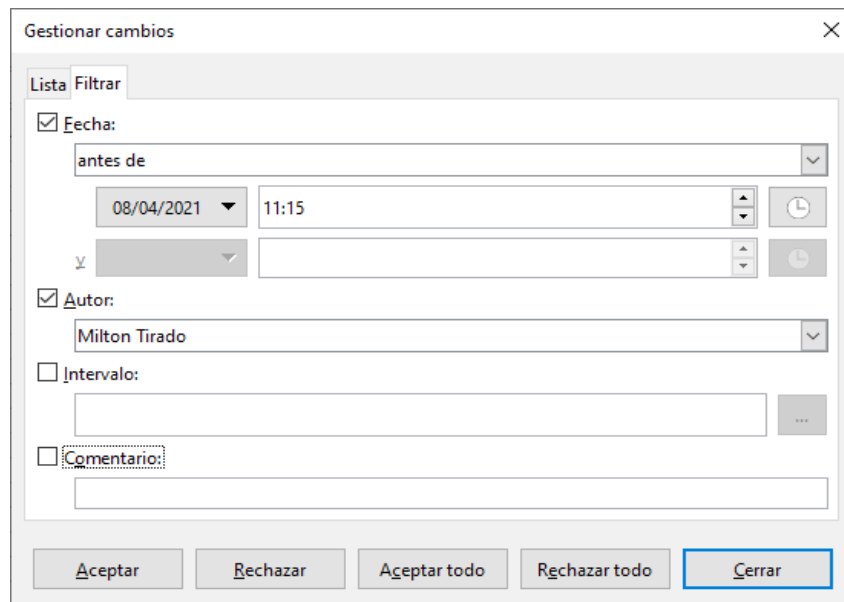 Gestionar cambios
Lista Filtrar
Fecha:
antes de
08/04/2021 11:15
y
Autor:
Milton Tirado
Intervalo:
...
Comentario:
Aceptar Rechazar Aceptar todo Rechazar todo Cerrar